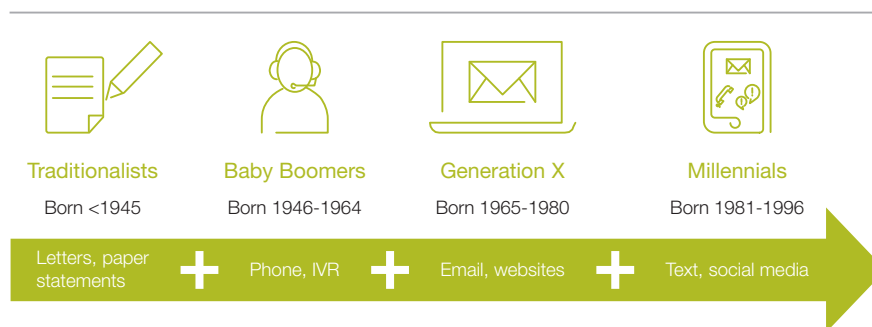 Traditionalists
Born <1945
Baby Boomers
Born 1946-1964
Generation X
Born 1965-1980
Millennials
Born 1981-1996
Letters, paper
statements
Phone, IVR
Email, websites
Text, social media